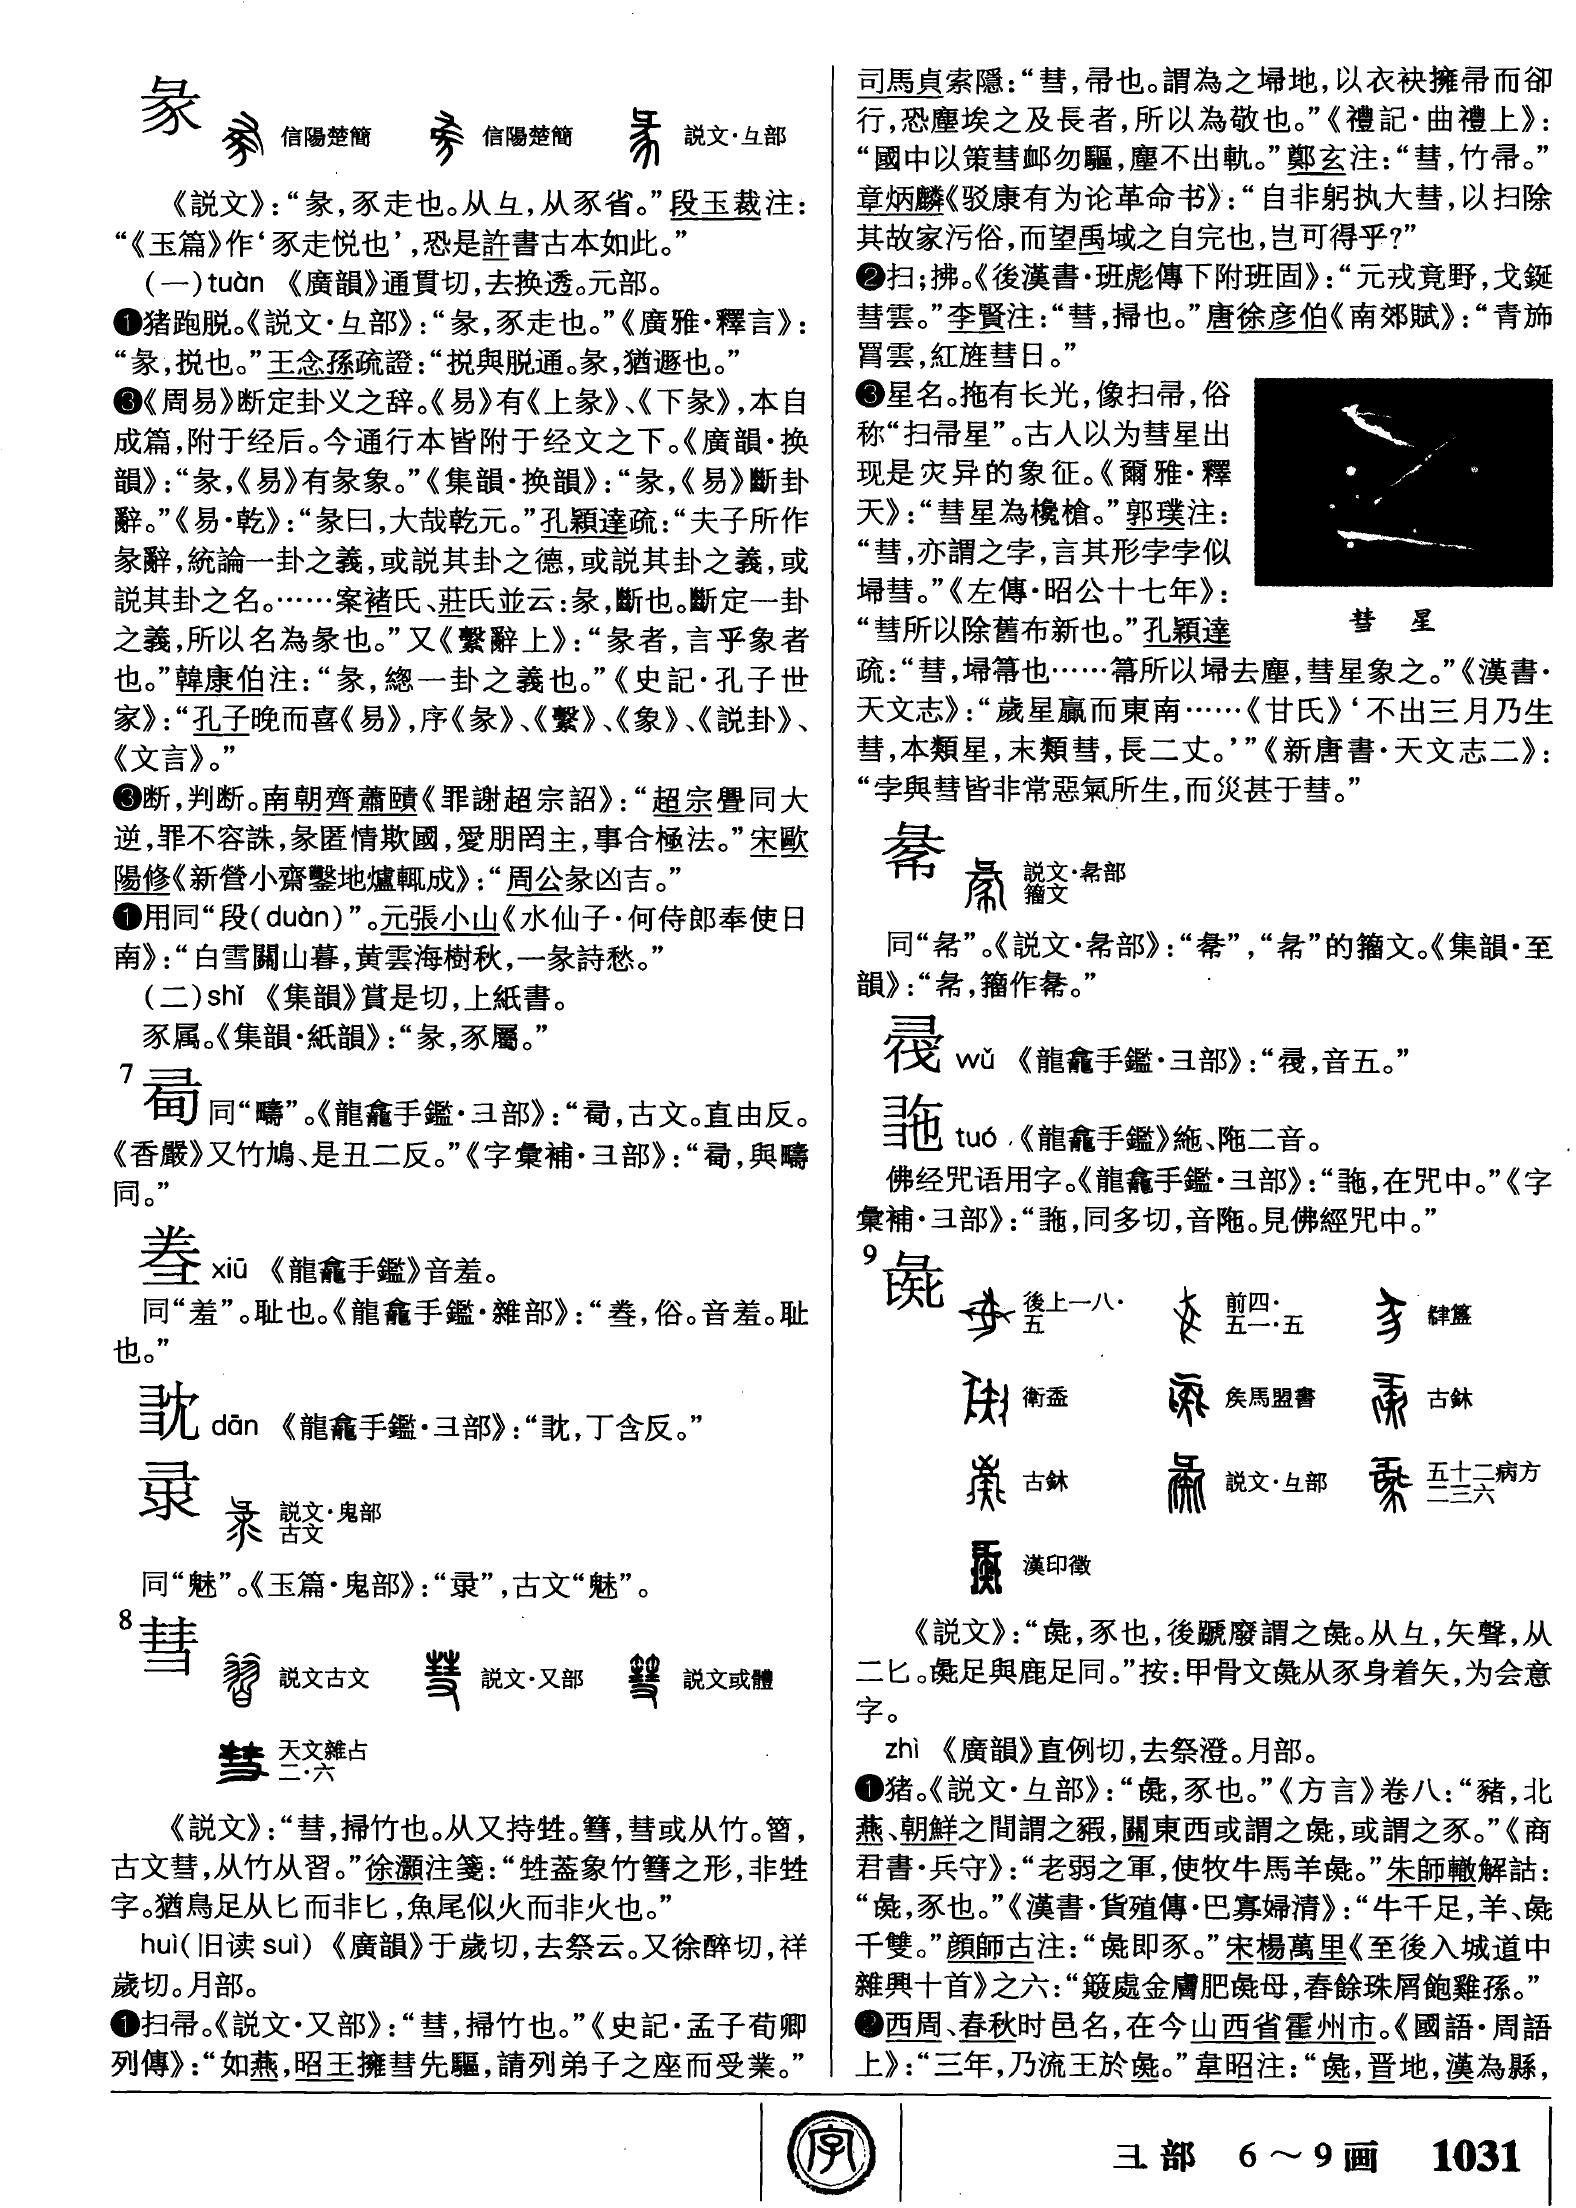 彖 信陽楚簡 信陽楚簡 説文·彑部
《説文》：“彖，豕走也。从彑，从豕省。”段玉裁注：
“《玉篇》作‘豕走悦也’，恐是許書古本如此。”
(一)tuàn 《廣韻》通貫切，去换透。元部。
❶猪跑脱。《説文·彑部》：“彖，豕走也。”《廣雅·釋言》：
“彖，捝也。”王念孫疏證：“捝與脱通。彖，猶遯也。”
❸《周易》断定卦义之辞。《易》有《上彖》、《下彖》，本自
成篇，附于经后。今通行本皆附于经文之下。《廣韻·换
韻》：“彖，《易》有彖象。”《集韻·换韻》：“彖，《易》斷卦
辭。”《易·乾》：“彖曰，大哉乾元。”孔穎達疏：“夫子所作
彖辭，統論一卦之義，或説其卦之德，或説其卦之義，或
説其卦之名。……案褚氏、莊氏並云：彖，斷也。斷定一卦
之義，所以名為彖也。”又《繫辭上》：“彖者，言乎象者
也。”韓康伯注：“彖，總一卦之義也。”《史記·孔子世
家》：“孔子晚而喜《易》，序《彖》、《繫》、《象》、《説卦》、
《文言》。”
❸断，判断。南朝齊蕭賾《罪謝超宗詔》：“超宗釁同大
逆，罪不容誅，彖匿情欺國，愛朋罔主，事合極法。”宋歐
陽修《新營小齋鑿地爐輒成》：“周公彖凶吉。”
❶用同“段(duàn)”。元張小山《水仙子·何侍郎奉使日
南》：“白雪關山暮，黄雲海樹秋，一彖詩愁。”
(二)shǐ 《集韻》賞是切，上紙書。
豕属。《集韻·紙韻》：“彖，豕屬。”
7
同“疇”。《龍龕手鑑·彐部》：“，古文。直由反。
《香嚴》又竹鳩、是丑二反。”《字彙補·彐部》：“，與疇
同。”
xiū 《龍龕手鑑》音羞。
同“羞”。耻也。《龍龕手鑑·雜部》：“，俗。音羞。耻
也。”
dān 《龍龕手鑑·彐部》：“，丁含反。”
説文·鬼部
古文
同“魅”。《玉篇·鬼部》：“”，古文“魅”。
8
彗 説文古文 説文·又部 説文或體
天文雜占
二·六
《説文》：“彗，掃竹也。从又持甡。篲，彗或从竹。䈅，
古文彗，从竹从習。”徐灝注箋：“甡蓋象竹篲之形，非甡
字。猶鳥足从匕而非匕，魚尾似火而非火也。”
huì(旧读suì) 《廣韻》于歲切，去祭云。又徐醉切，祥
歲切。月部。
❶扫帚。《説文·又部》：“彗，掃竹也。”《史記·孟子荀卿
列傳》：“如燕，昭王擁彗先驅，請列弟子之座而受業。”
司馬貞索隱：“彗，帚也。謂為之埽地，以衣袂擁帚而卻
行，恐塵埃之及長者，所以為敬也。”《禮記·曲禮上》：
“國中以策彗卹勿驅，塵不出軌。”鄭玄注：“彗，竹帚。”
章炳麟《驳康有为论革命书》：“自非躬执大彗，以扫除
其故家污俗，而望禹域之自完也，岂可得乎?”
❷扫；拂。《後漢書·班彪傳下附班固》：“元戎竟野，戈鋋
彗雲。”李賢注：“彗，掃也。”唐徐彦伯《南郊賦》：“青斾
罥雲，紅旌彗日。”
❸星名。拖有长光，像扫帚，俗
称“扫帚星”。古人以为彗星出
现是灾异的象征。《爾雅·釋
天》：“彗星為欃槍。”郭璞注：
“彗，亦謂之孛，言其形孛孛似
埽彗。”《左傳·昭公十七年》：
“彗所以除舊布新也。”孔穎達
彗 星
疏：“彗，埽箒也……箒所以埽去塵，彗星象之。”《漢書·
天文志》：“歲星贏而東南……《甘氏》‘不出三月乃生
彗，本類星，末類彗，長二丈。’”《新唐書·天文志二》：
“孛與彗皆非常惡氣所生，而災甚于彗。”
説文·㣇部
籀文
同“㣇”。《説文·㣇部》：“”，“㣇”的籀文。《集韻·至
韻》：“㣇，籀作。”
wǔ 《龍龕手鑑·彐部》：“，音五。”
tuó 《龍龕手鑑》絁、陁二音。
佛经咒语用字。《龍龕手鑑·彐部》：“，在咒中。”《字
彙補·彐部》：“，同多切，音陁。見佛經咒中。”
9
彘 後上一八·五 前四·五一·五 䋣簋
衛盉 矦馬盟書 古鉥
古鉥 説文·彑部 五十二病方二三六
漢印徵
《説文》：“彘，豕也，後蹏廢謂之彘。从彑，矢聲，从
二匕。彘足與鹿足同。”按：甲骨文彘从豕身着矢，为会意
字。
zhì 《廣韻》直例切，去祭澄。月部。
❶猪。《説文·彑部》：“彘，豕也。”《方言》卷八：“豬，北
燕、朝鮮之間謂之豭，關東西或謂之彘，或謂之豕。”《商
君書·兵守》：“老弱之軍，使牧牛馬羊彘。”朱師轍解詁：
“彘，豕也。”《漢書·貨殖傳·巴寡婦清》：“牛千足，羊、彘
千雙。”顔師古注：“彘即豕。”宋楊萬里《至後入城道中
雜興十首》之六：“簸處金膚肥彘母，舂餘珠屑飽雞孫。”
❷西周、春秋时邑名，在今山西省霍州市。《國語·周語
上》：“三年，乃流王於彘。”韋昭注：“彘，晋地，漢為縣，
字
彐部 6～9画 1031